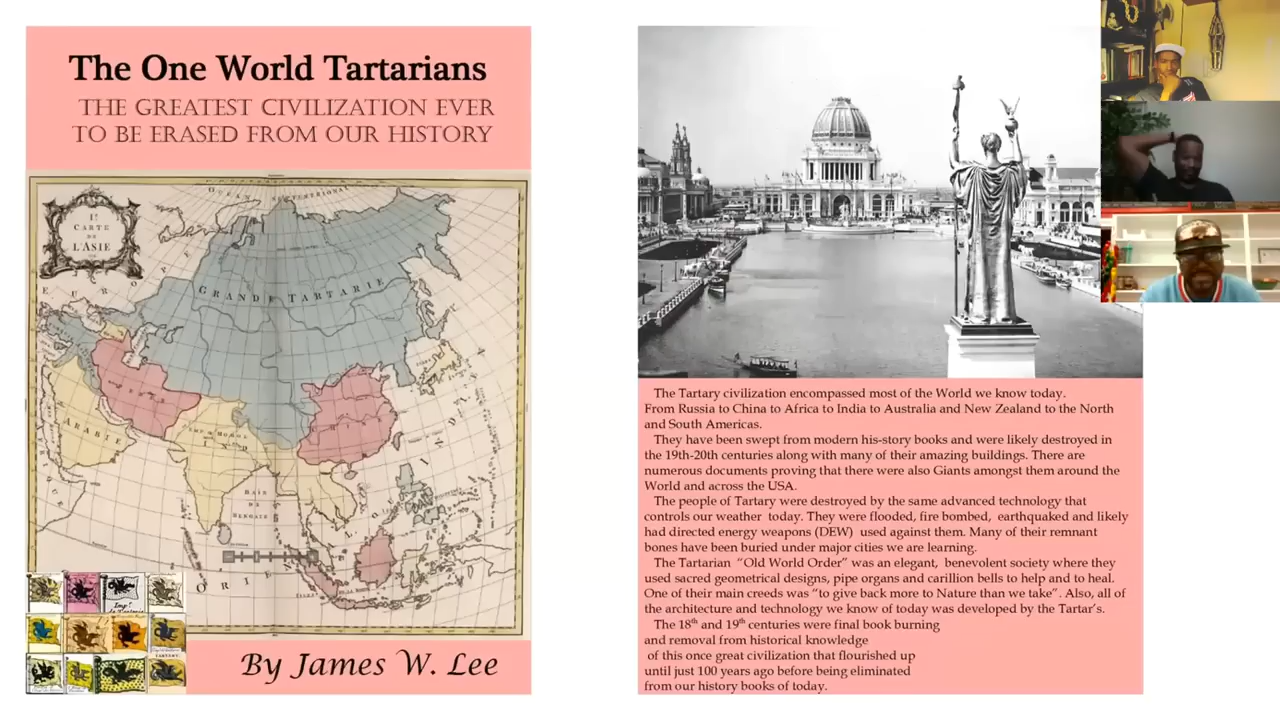 The One World Tartarians
THE GREATEST CIVILIZATION EVER
TO BE ERASED FROM OUR HISTORY
L'
CARTE
DE
L'ASIE
OCEAN SEPTENTRIONAL
EUROPE
GRANDE TARTARIE
ARABIE
EMP. DU MOGOL
IND
ORIEN
By James W. Lee
The Tartary civilization encompassed most of the World we know today.
From Russia to China to Africa to India to Australia and New Zealand to the North
and South Americas.
They have been swept from modern his-story books and were likely destroyed in
the 19th-20th centuries along with many of their amazing buildings. There are
numerous documents proving that there were also Giants amongst them around the
World and across the USA.
The people of Tartary were destroyed by the same advanced technology that
controls our weather today. They were flooded, fire bombed, earthquaked and likely
had directed energy weapons (DEW) used against them. Many of their remnant
bones have been buried under major cities we are learning.
The Tartarian “Old World Order” was an elegant, benevolent society where they
used sacred geometrical designs, pipe organs and carillion bells to help and to heal.
One of their main creeds was “to give back more to Nature than we take”. Also, all of
the architecture and technology we know of today was developed by the Tartar’s.
The 18th and 19th centuries were final book burning
and removal from historical knowledge
of this once great civilization that flourished up
until just 100 years ago before being eliminated
from our history books of today.